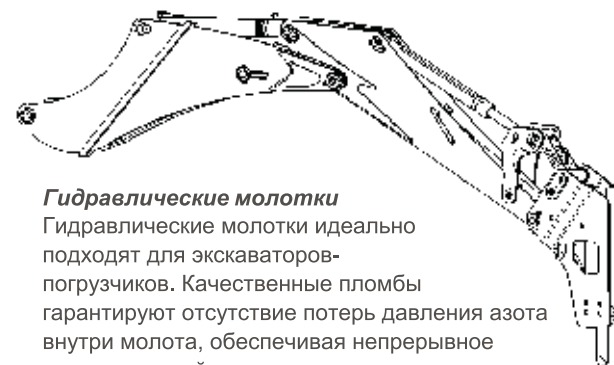 Гидравлические молотки
Гидравлические молотки идеально
подходят для экскаваторов-
погрузчиков. Качественные пломбы
гарантируют отсутствие потерь давления азота
внутри молота, обеспечивая непрерывное